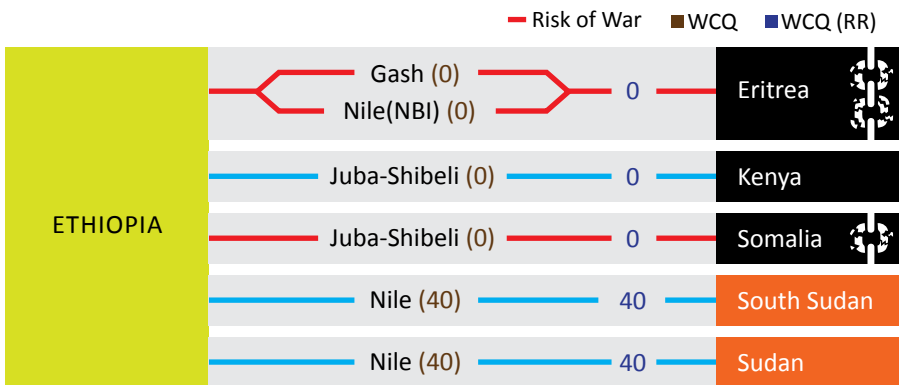 Risk of War WCQ WCQ (RR)
ETHIOPIA
Gash (0)
Nile(NBI) (0)
0
Eritrea
Juba-Shibeli (0) 0 Kenya
Juba-Shibeli (0) 0 Somalia
Nile (40) 40 South Sudan
Nile (40) 40 Sudan